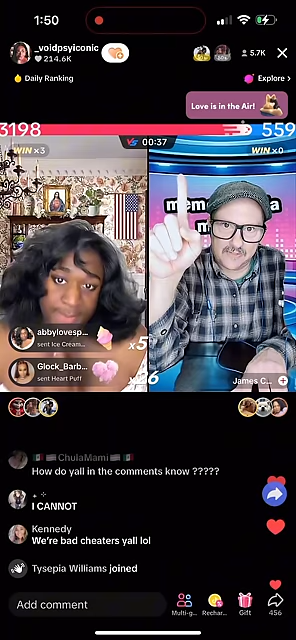 1:50
_voidpsyiconic
214.6K
5.7K
Daily Ranking
Explore >
Love is in the Air!
3198
559
WIN ×3
VS 00:37
WIN ×0
abbylovesp...
sent Ice Cream...
x5
Glock_Barb...
sent Heart Puff
x26
James C...
ChulaMami
How do yall in the comments know ?????
I CANNOT
Kennedy
We're bad cheaters yall lol
Tysepia Williams joined
Add comment
Multi-g...
Rechar...
Gift
456